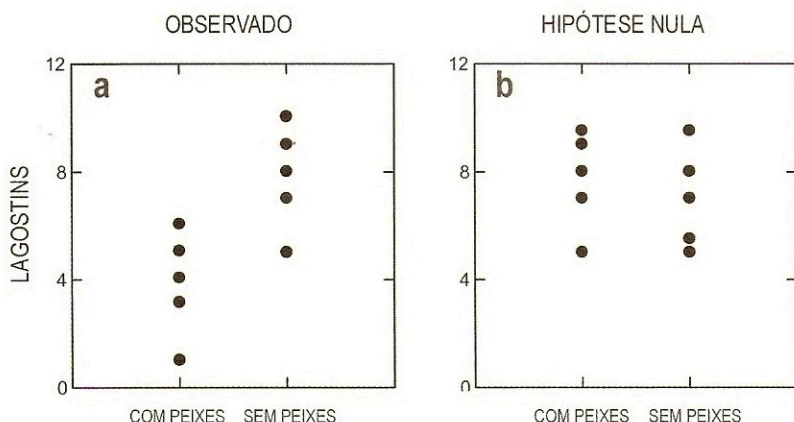 OBSERVADO
HIPÓTESE NULA
a
b
LAGOSTINS
12
8
4
0
12
8
4
0
COM PEIXES SEM PEIXES
COM PEIXES SEM PEIXES